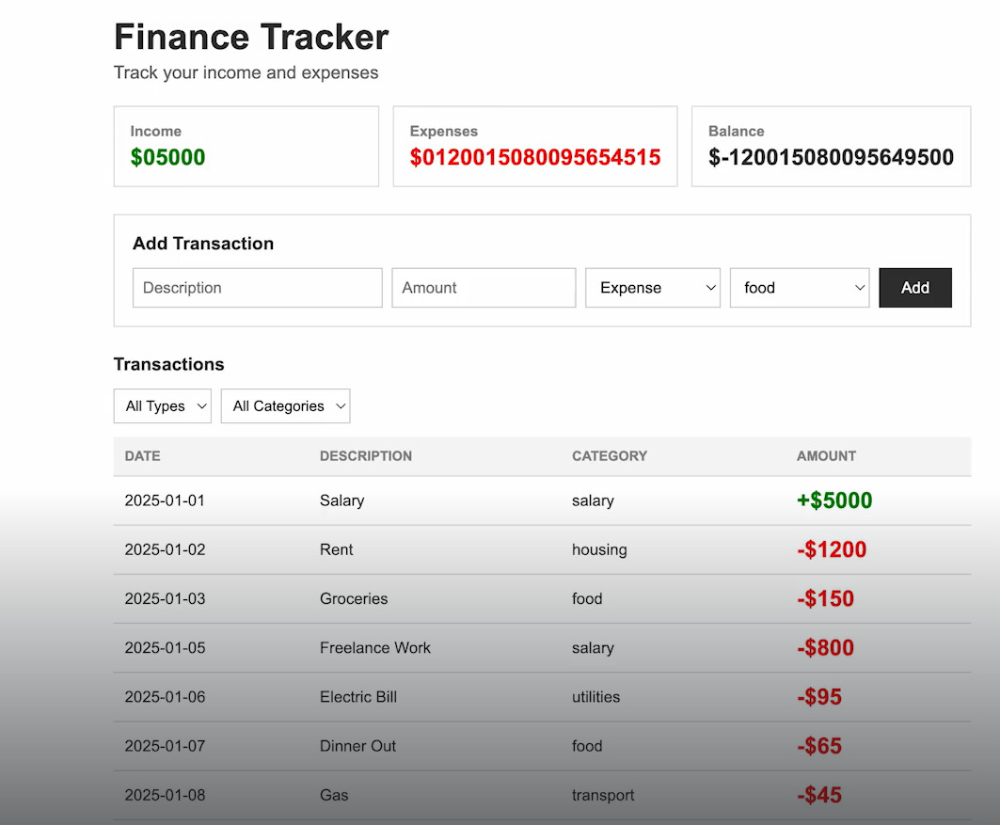 Finance Tracker
Track your income and expenses
Income Expenses Balance
$05000 $0120015080095654515 $-120015080095649500
Add Transaction
Description Amount Expense food Add
Transactions
All Types All Categories
DATE DESCRIPTION CATEGORY AMOUNT
2025-01-01 Salary salary +$5000
2025-01-02 Rent housing -$1200
2025-01-03 Groceries food -$150
2025-01-05 Freelance Work salary -$800
2025-01-06 Electric Bill utilities -$95
2025-01-07 Dinner Out food -$65
2025-01-08 Gas transport -$45